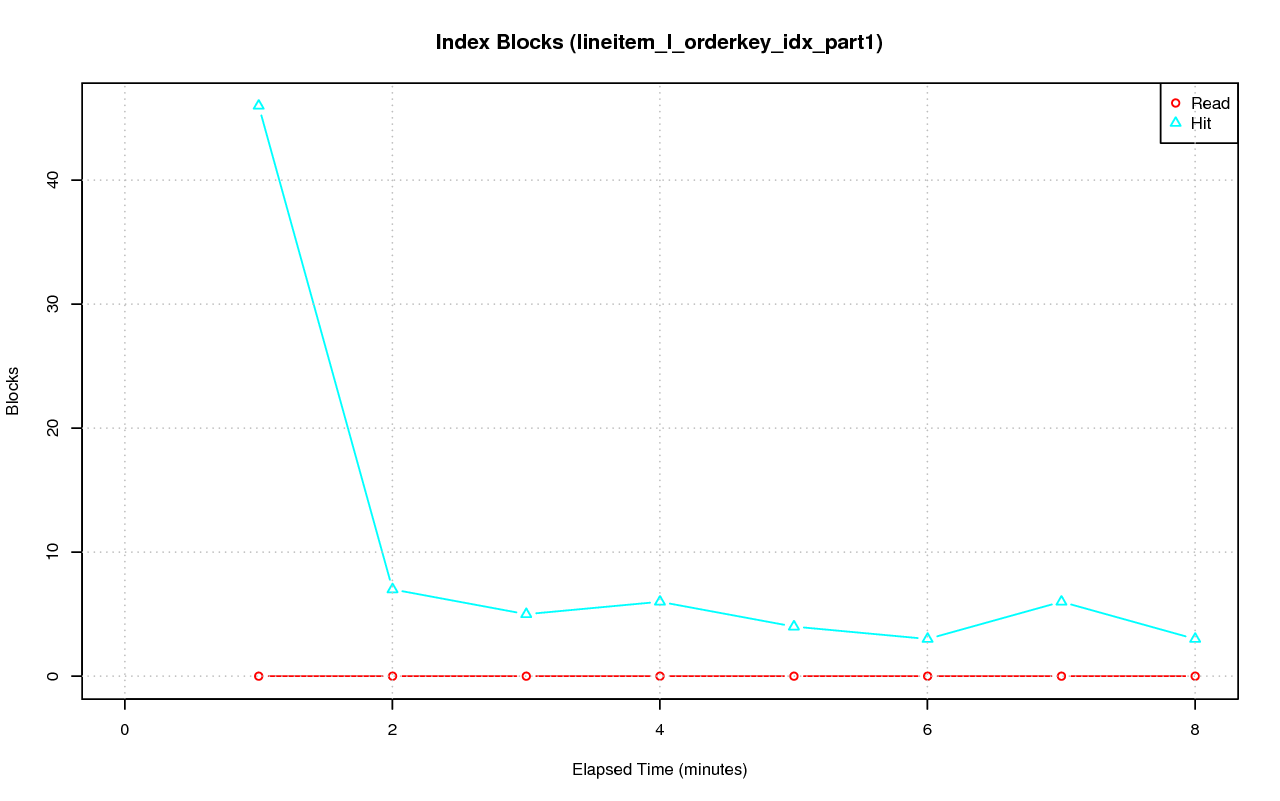 Index Blocks (lineitem_l_orderkey_idx_part1)
Read
Hit
Blocks
40
30
20
10
0
0 2 4 6 8
Elapsed Time (minutes)